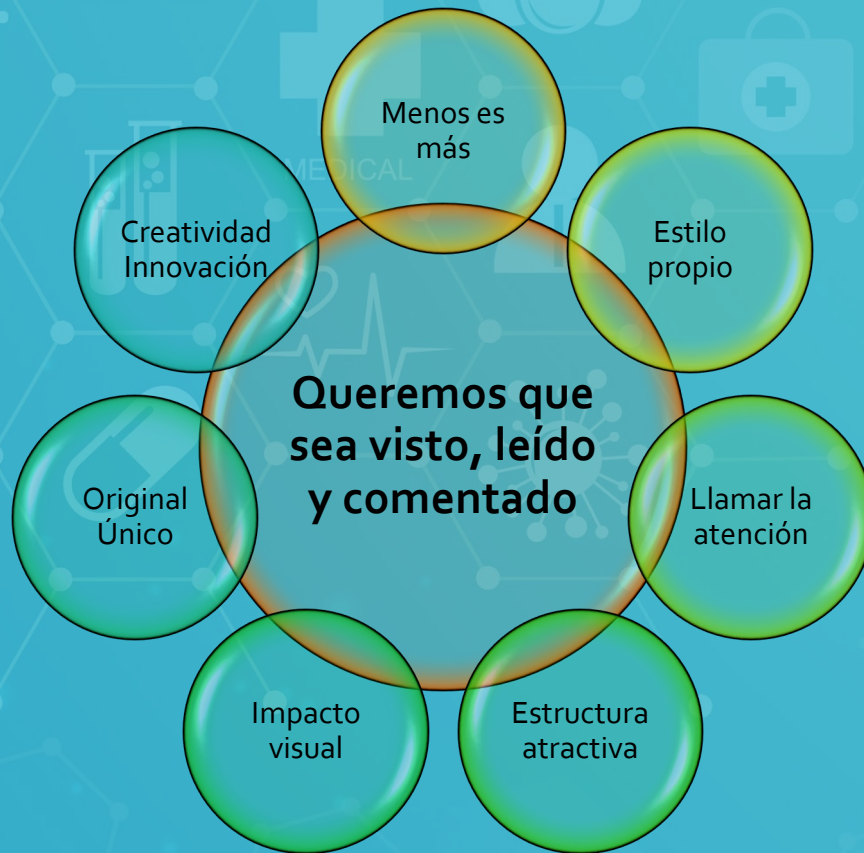 Menos es
más
Estilo
propio
Llamar la
atención
Estructura
atractiva
Impacto
visual
Original
Único
Creatividad
Innovación
Queremos que
sea visto, leído
y comentado
MEDICAL